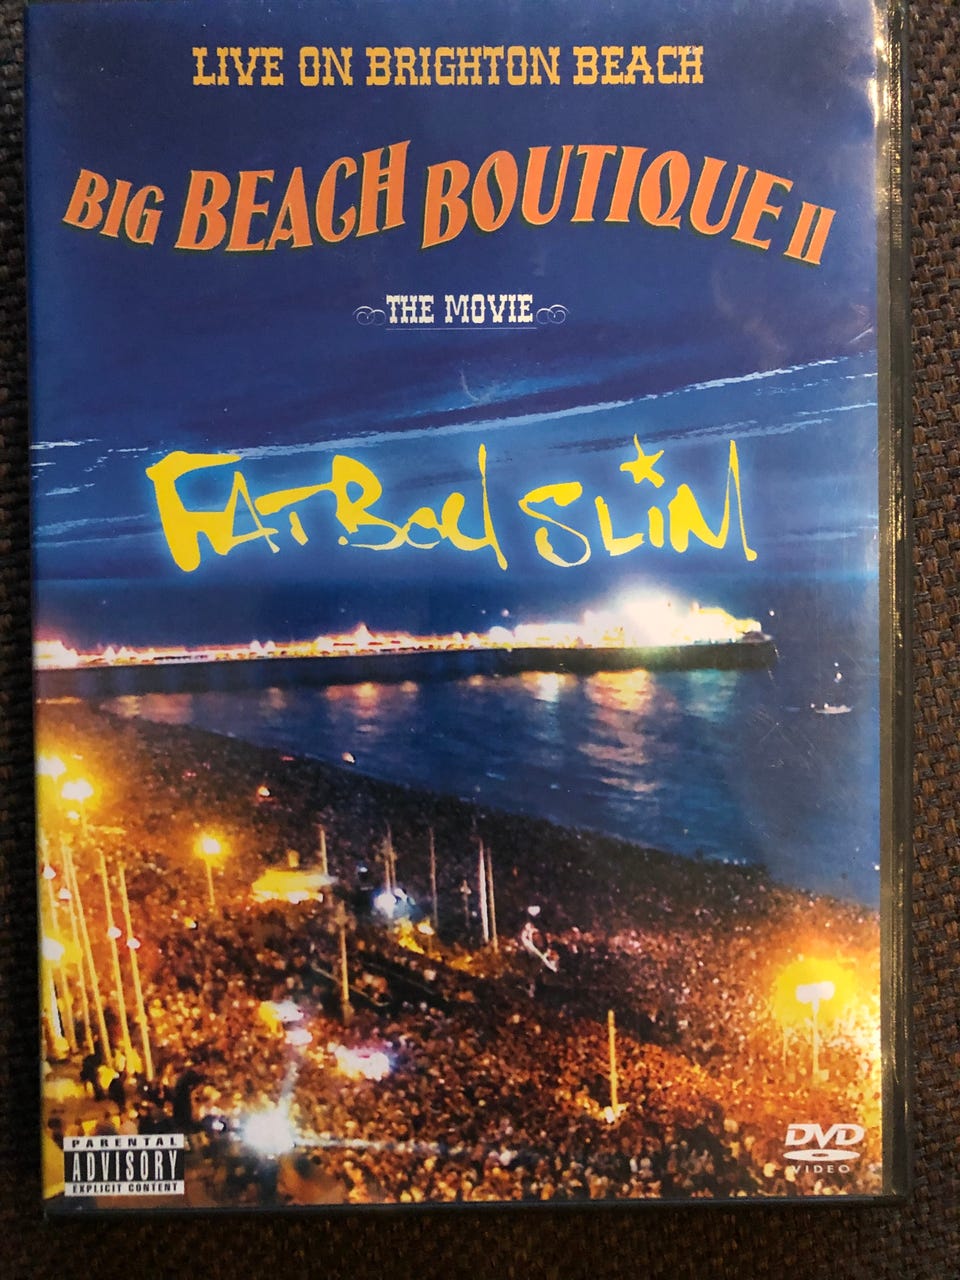 LIVE ON BRIGHTON BEACH
BIG BEACH BOUTIQUE II
THE MOVIE
FATBOY SLIM
PARENTAL
ADVISORY
EXPLICIT CONTENT
DVD
VIDEO